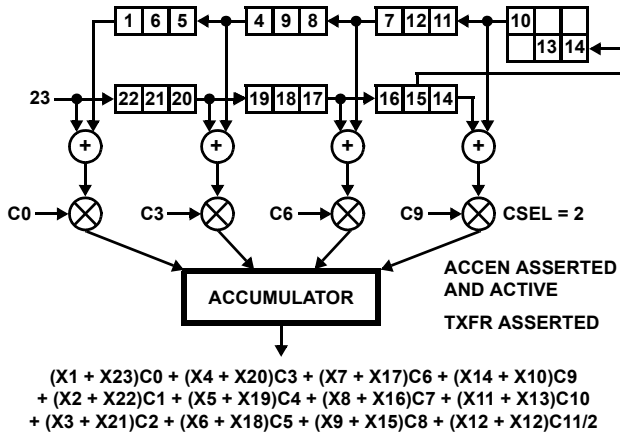 1 6 5 4 9 8 7 12 11 10
13 14
23 22 21 20 19 18 17 16 15 14
+ + + +
C0 C3 C6 C9 CSEL = 2
ACCUMULATOR
ACCEN ASSERTED
AND ACTIVE
TXFR ASSERTED
(X1 + X23)C0 + (X4 + X20)C3 + (X7 + X17)C6 + (X14 + X10)C9
+ (X2 + X22)C1 + (X5 + X19)C4 + (X8 + X16)C7 + (X11 + X13)C10
+ (X3 + X21)C2 + (X6 + X18)C5 + (X9 + X15)C8 + (X12 + X12)C11/2